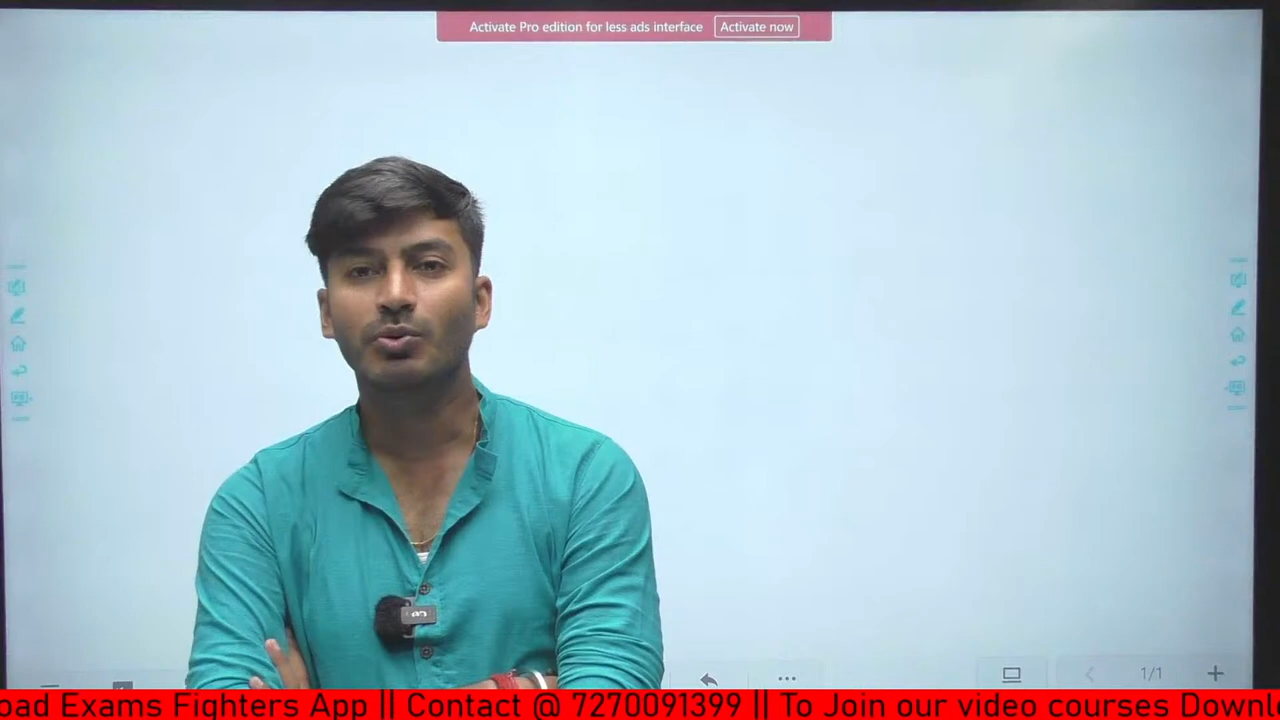 Activate Pro edition for less ads interface Activate now
1/1
oad Exams Fighters App || Contact @ 7270091399 || To Join our video courses Downl